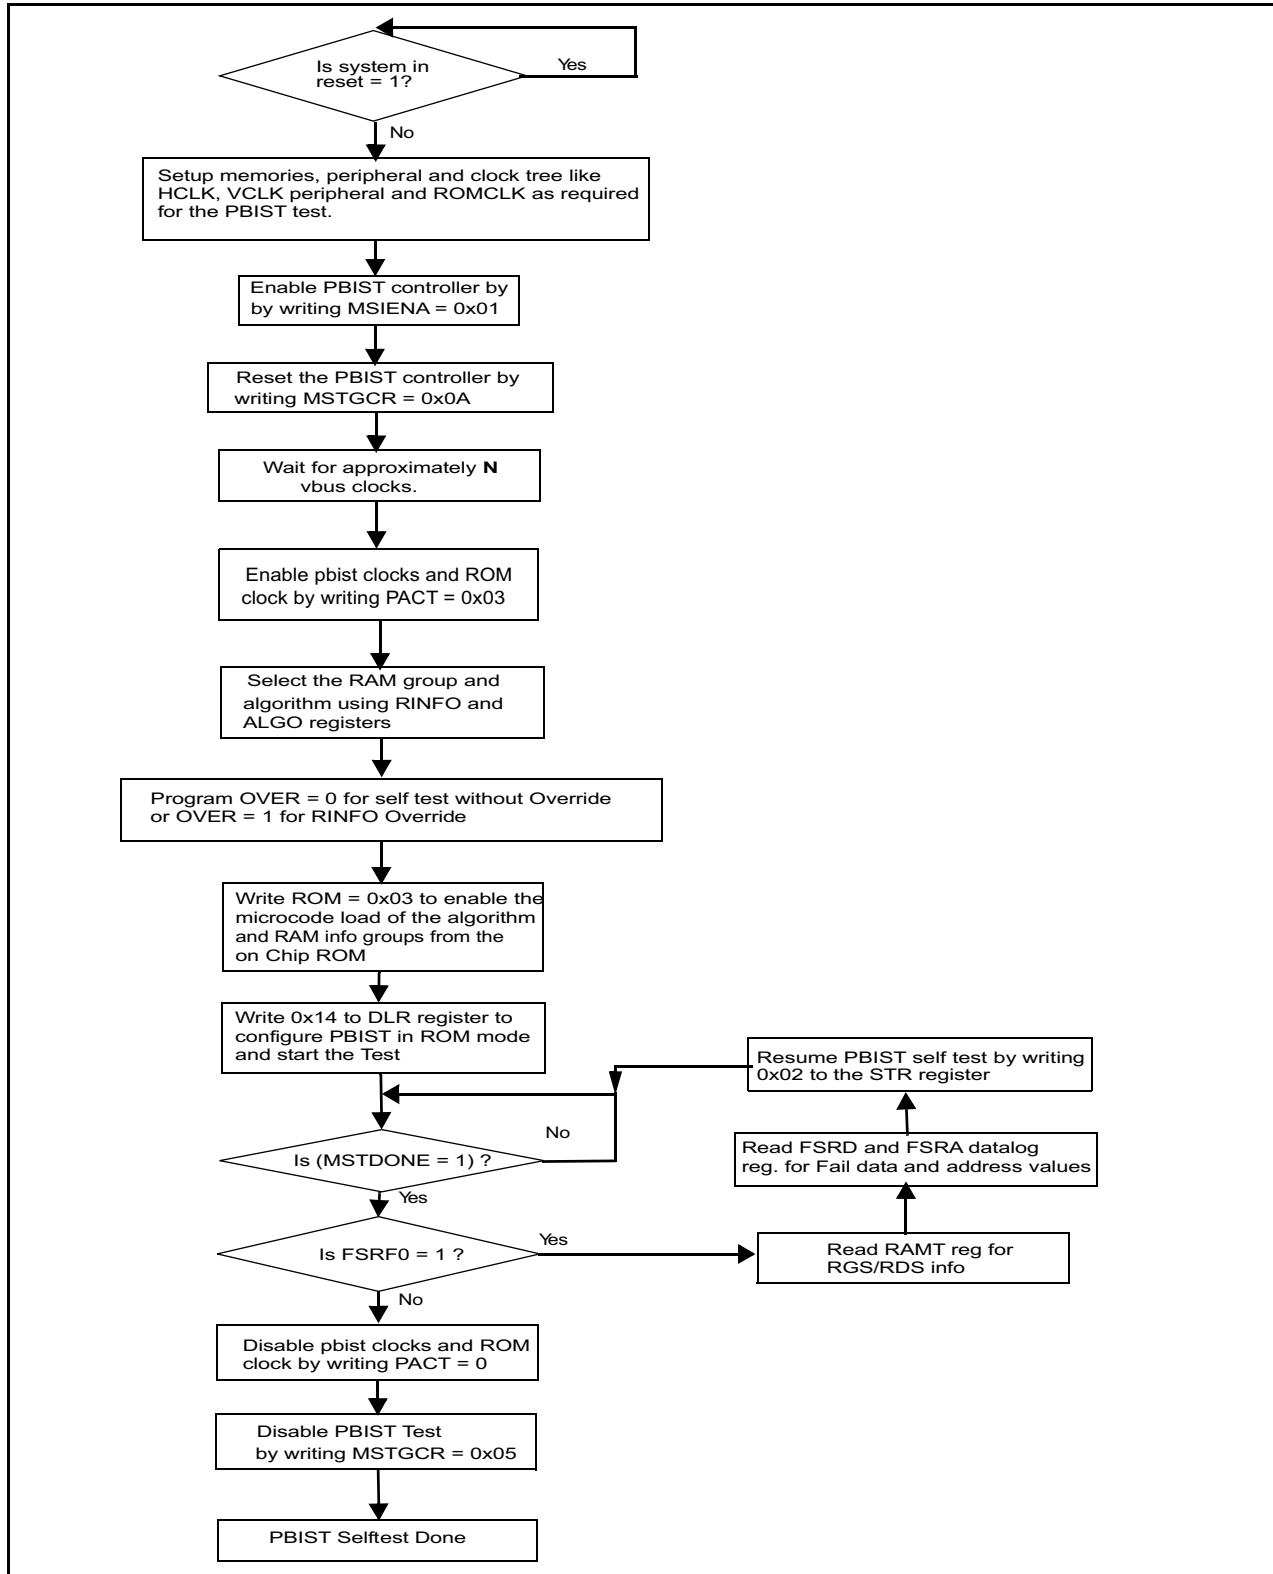 Is system in
reset = 1?
Yes
No
Setup memories, peripheral and clock tree like
HCLK, VCLK peripheral and ROMCLK as required
for the PBIST test.
Enable PBIST controller by
by writing MSIENA = 0x01
Reset the PBIST controller by
writing MSTGCR = 0x0A
Wait for approximately N
vbus clocks.
Enable pbist clocks and ROM
clock by writing PACT = 0x03
Select the RAM group and
algorithm using RINFO and
ALGO registers
Program OVER = 0 for self test without Override
or OVER = 1 for RINFO Override
Write ROM = 0x03 to enable the
microcode load of the algorithm
and RAM info groups from the
on Chip ROM
Write 0x14 to DLR register to
configure PBIST in ROM mode
and start the Test
Resume PBIST self test by writing
0x02 to the STR register
No
Is (MSTDONE = 1) ?
Read FSRD and FSRA datalog
reg. for Fail data and address values
Yes
Is FSRF0 = 1 ?
Yes
Read RAMT reg for
RGS/RDS info
No
Disable pbist clocks and ROM
clock by writing PACT = 0
Disable PBIST Test
by writing MSTGCR = 0x05
PBIST Selftest Done